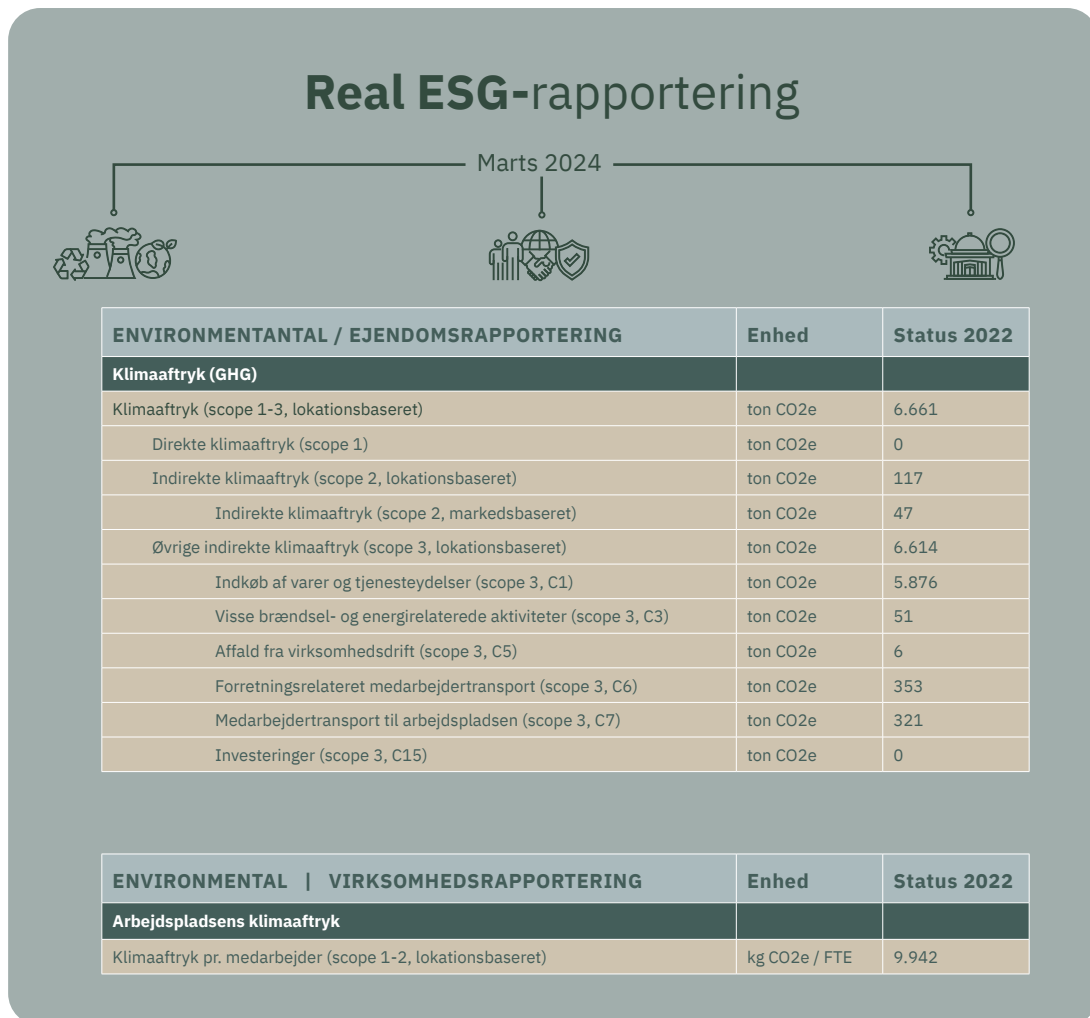 Real ESG-rapportering
Marts 2024
ENVIRONMENTANTAL / EJENDOMSRAPPORTERING Enhed Status 2022
Klimaaftryk (GHG)
Klimaaftryk (scope 1-3, lokationsbaseret) ton CO2e 6.661
Direkte klimaaftryk (scope 1) ton CO2e 0
Indirekte klimaaftryk (scope 2, lokationsbaseret) ton CO2e 117
Indirekte klimaaftryk (scope 2, markedsbaseret) ton CO2e 47
Øvrige indirekte klimaaftryk (scope 3, lokationsbaseret) ton CO2e 6.614
Indkøb af varer og tjenesteydelser (scope 3, C1) ton CO2e 5.876
Visse brændsel- og energirelaterede aktiviteter (scope 3, C3) ton CO2e 51
Affald fra virksomhedsdrift (scope 3, C5) ton CO2e 6
Forretningsrelateret medarbejdertransport (scope 3, C6) ton CO2e 353
Medarbejdertransport til arbejdspladsen (scope 3, C7) ton CO2e 321
Investeringer (scope 3, C15) ton CO2e 0
ENVIRONMENTAL | VIRKSOMHEDSRAPPORTERING Enhed Status 2022
Arbejdspladsens klimaaftryk
Klimaaftryk pr. medarbejder (scope 1-2, lokationsbaseret) kg CO2e / FTE 9.942